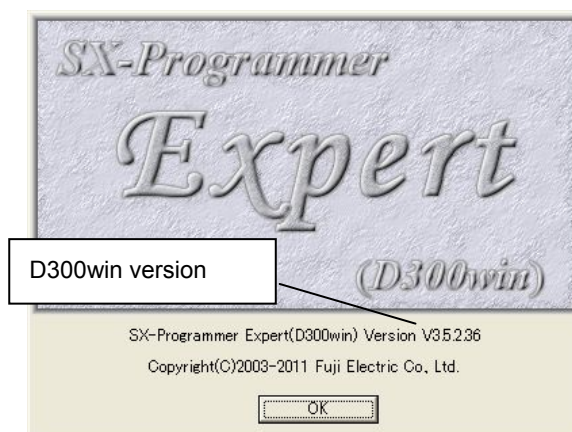 SX-Programmer
Expert
D300win version
(D300win)
SX-Programmer Expert(D300win) Version V3.5.2.36
Copyright(C)2003-2011 Fuji Electric Co., Ltd.
OK